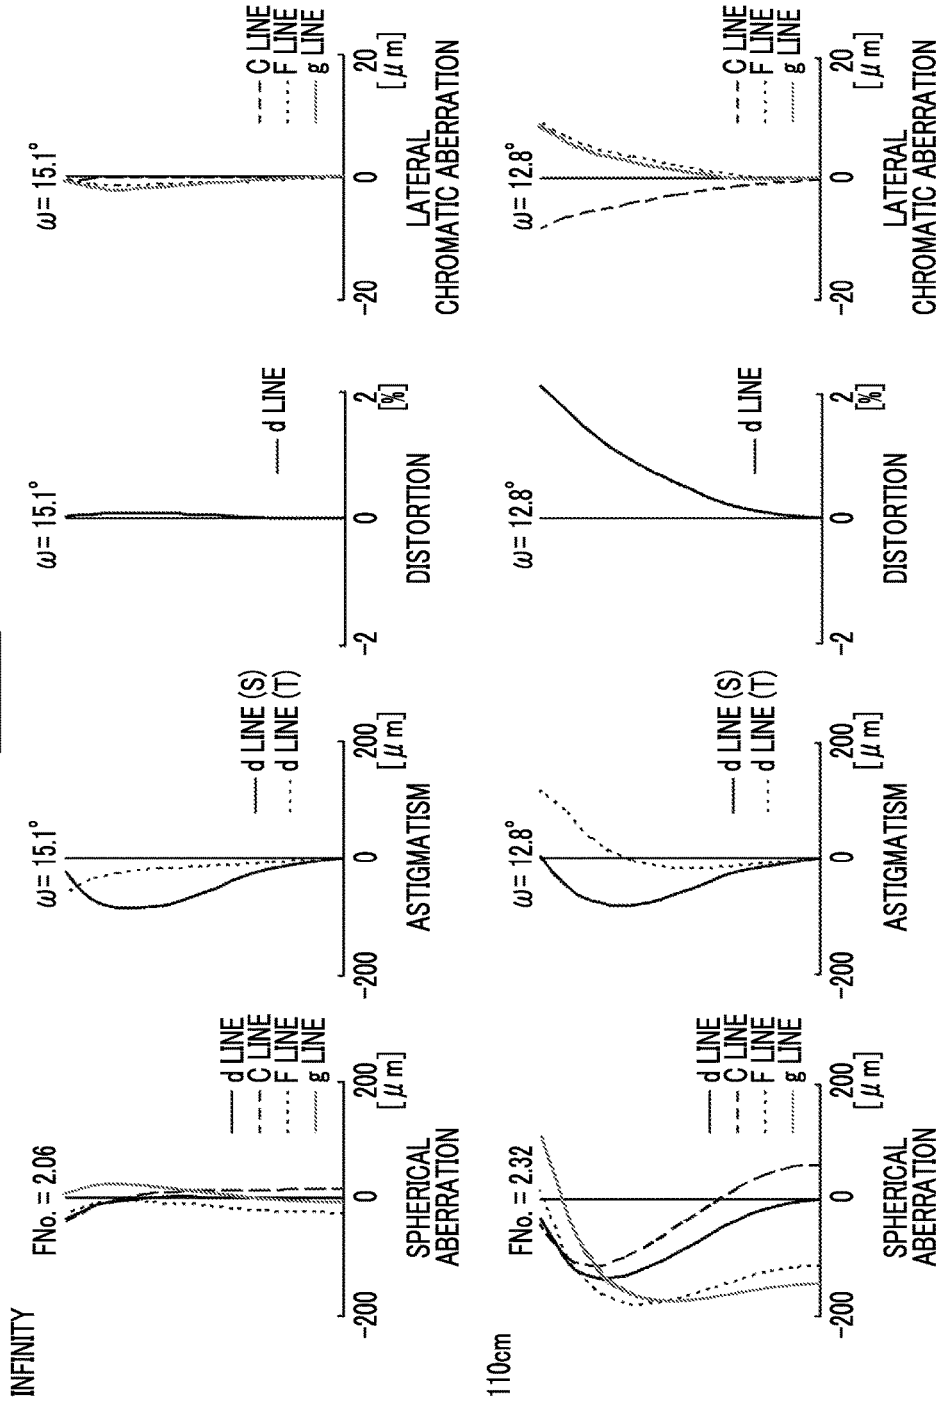 INFINITY
FNo. = 2.06
d LINE
C LINE
F LINE
g LINE
-200
0
200
[μm]
SPHERICAL
ABERRATION
ω= 15.1°
d LINE (S)
d LINE (T)
-200
0
200
[μm]
ASTIGMATISM
ω= 15.1°
d LINE
-2
0
2
[%]
DISTORTION
ω= 15.1°
C LINE
F LINE
g LINE
-20
0
20
[μm]
LATERAL
CHROMATIC ABERRATION
110cm
FNo. = 2.32
d LINE
C LINE
F LINE
g LINE
-200
0
200
[μm]
SPHERICAL
ABERRATION
ω= 12.8°
d LINE (S)
d LINE (T)
-200
0
200
[μm]
ASTIGMATISM
ω= 12.8°
d LINE
-2
0
2
[%]
DISTORTION
ω= 12.8°
C LINE
F LINE
g LINE
-20
0
20
[μm]
LATERAL
CHROMATIC ABERRATION